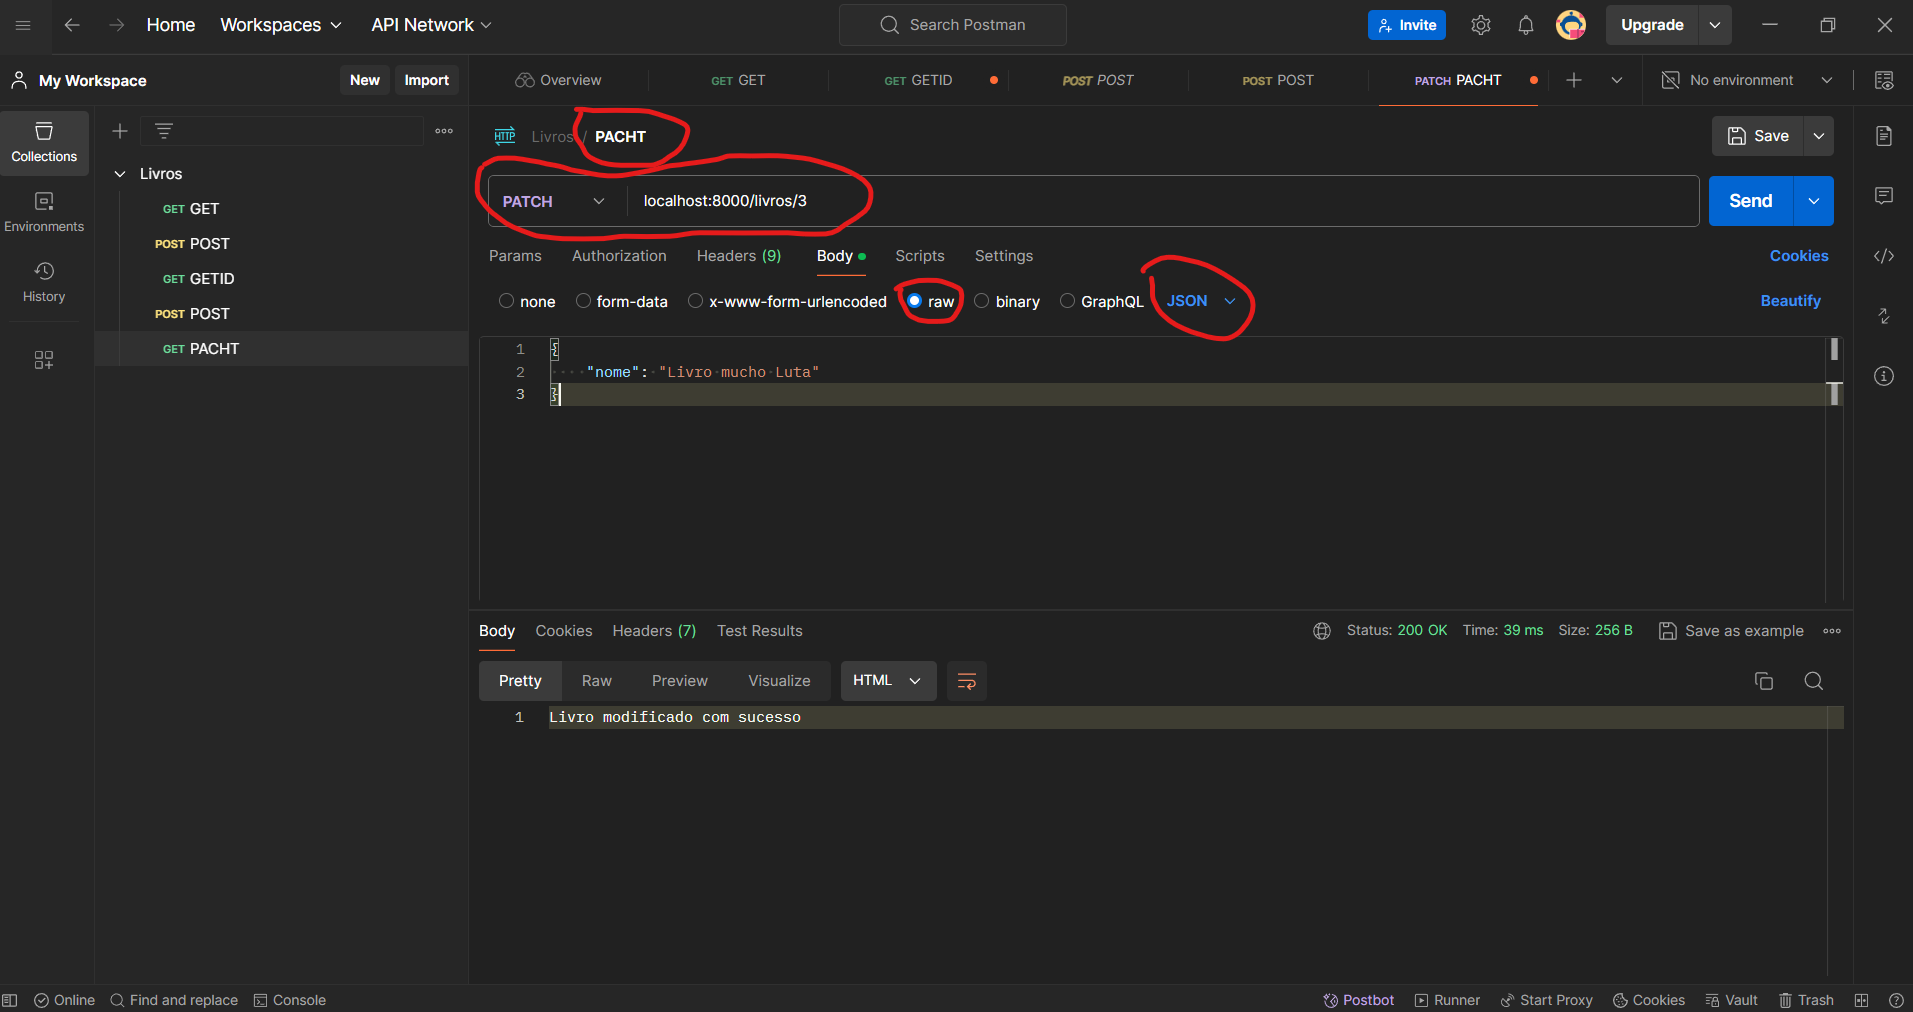 Home Workspaces API Network Search Postman Invite Upgrade
My Workspace New Import Overview GET GET GETID GET POST POST POST POST PATCH PACHT No environment
Collections
Environments
History
Livros
GET GET
POST POST
GET GETID
POST POST
GET PACHT
HTTP Livros / PACHT Save
PATCH localhost:8000/livros/3 Send
Params Authorization Headers (9) Body Scripts Settings Cookies
none form-data x-www-form-urlencoded raw binary GraphQL JSON Beautify
1 {
2 "nome": "Livro mucho Luta"
3 }
Body Cookies Headers (7) Test Results Status: 200 OK Time: 39 ms Size: 256 B Save as example
Pretty Raw Preview Visualize HTML
1 Livro modificado com sucesso
Online Find and replace Console Postbot Runner Start Proxy Cookies Vault Trash